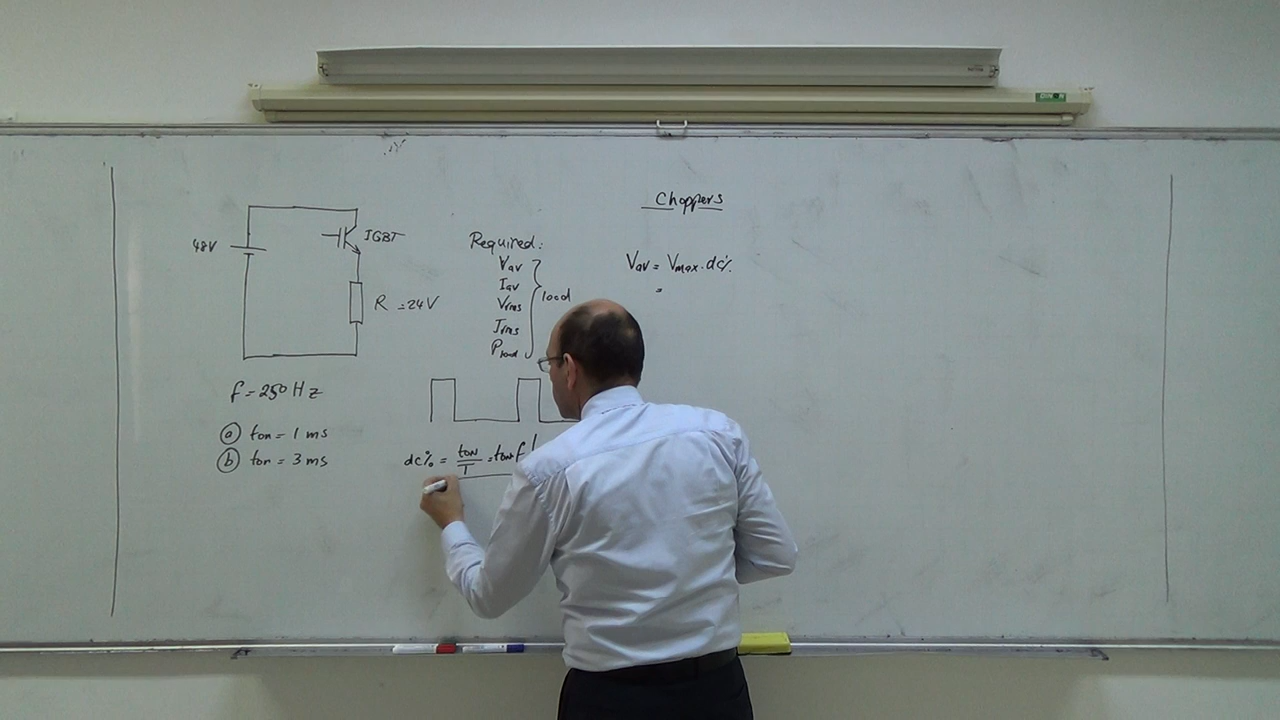 Choppers
48V
IGBT
R = 24V
Required:
Vav
Iav
Vrms
Irms
Pload
load
Vav = Vmax.dc%
=
f = 250 Hz
a ton = 1 ms
b ton = 3 ms
dc% = tON/T = tON f